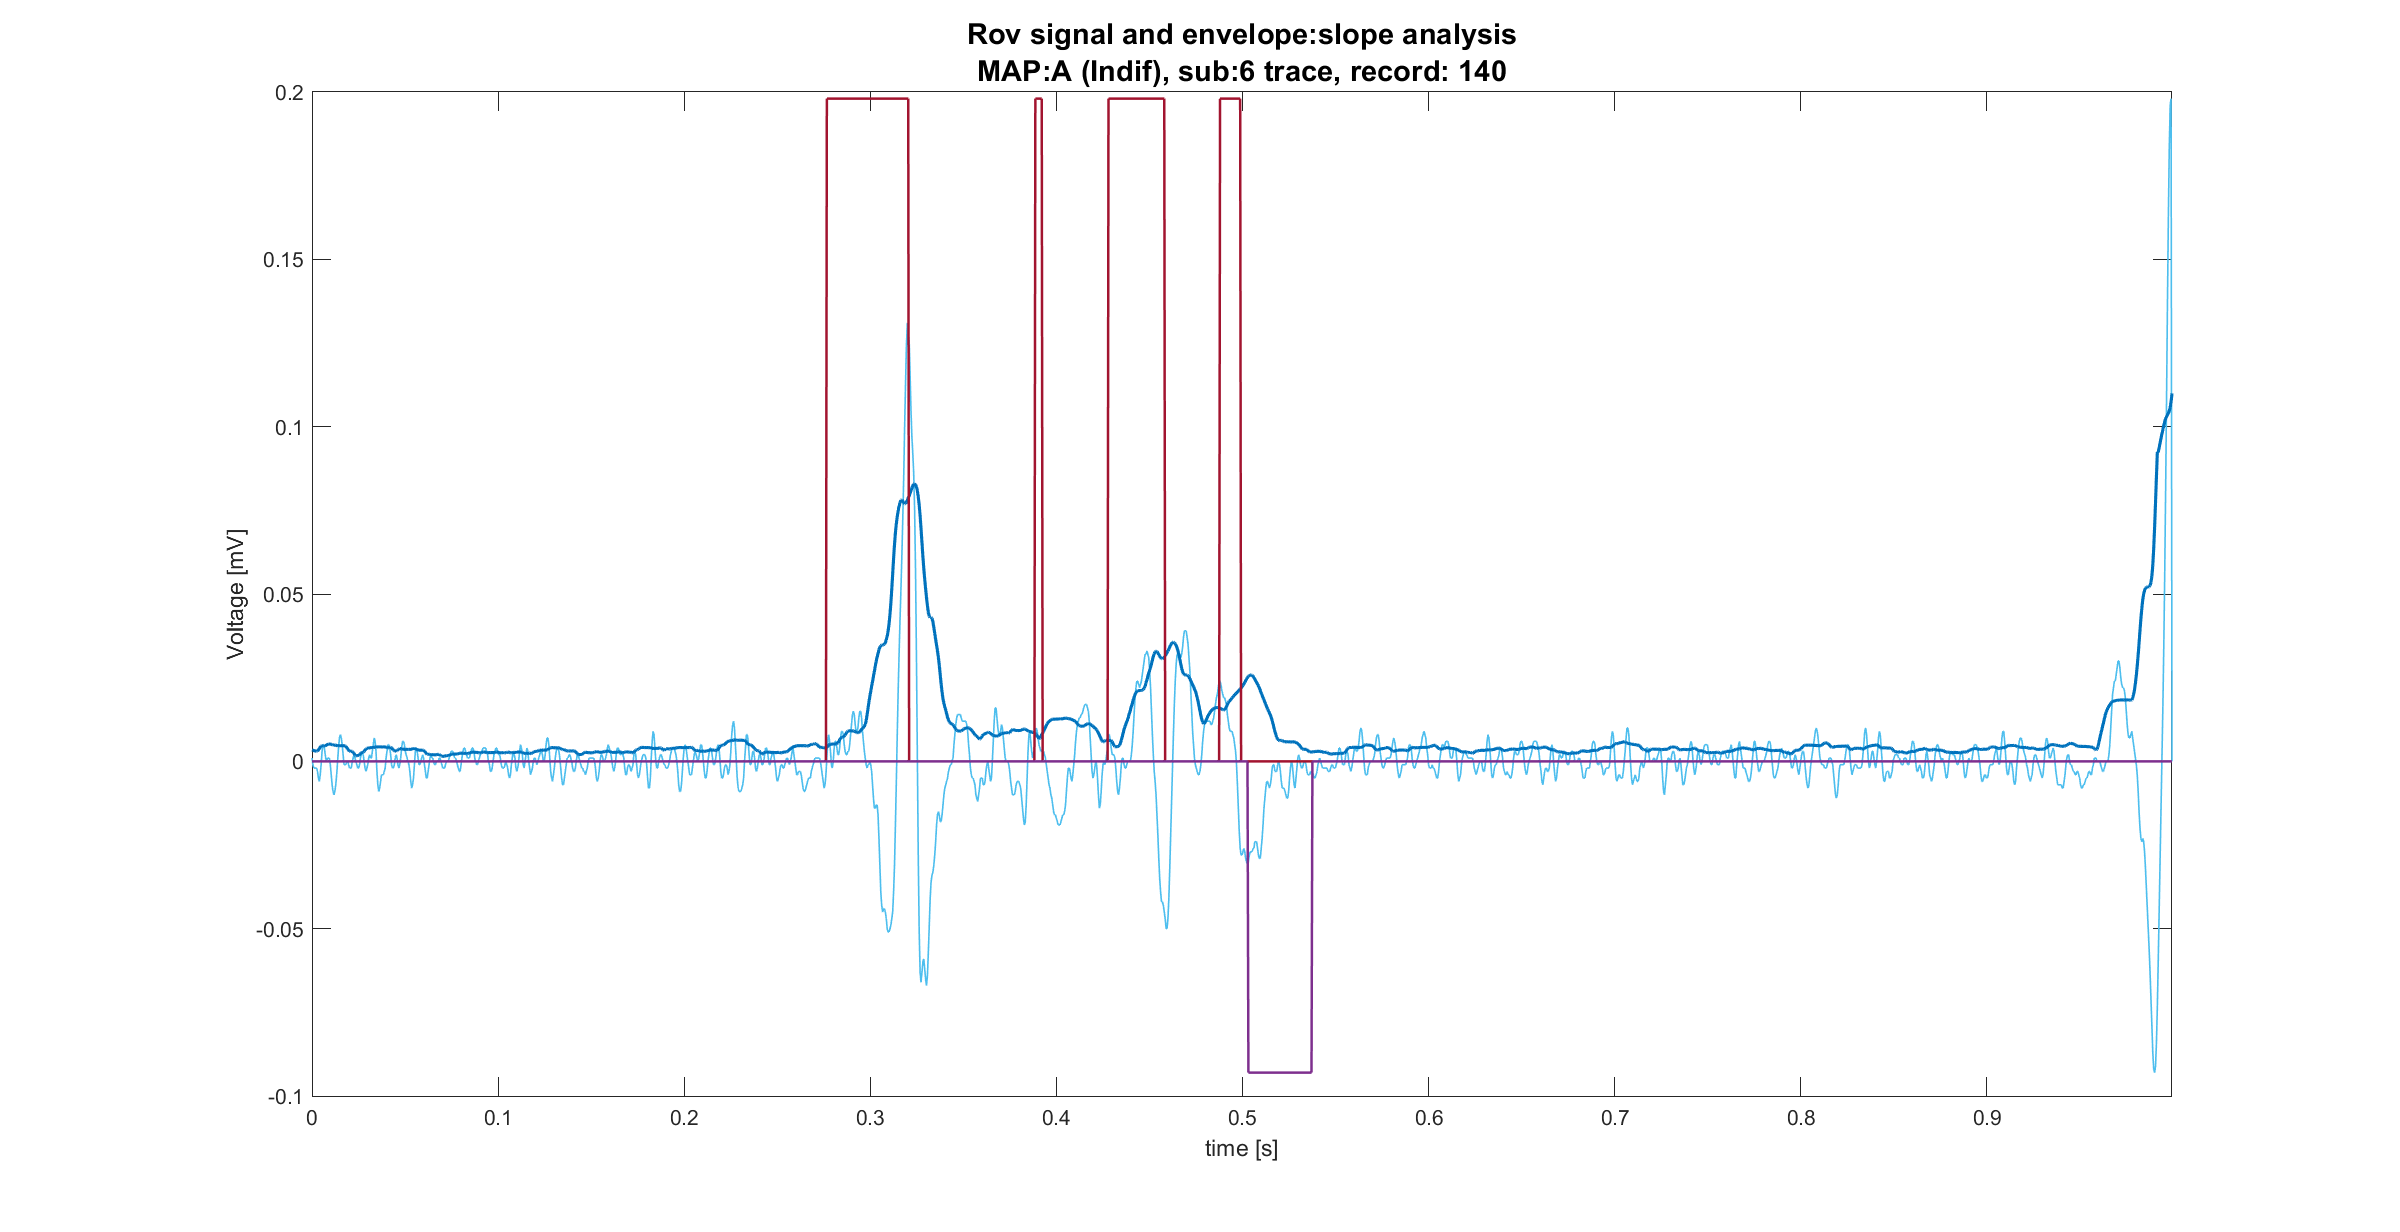 Rov signal and envelope:slope analysis
MAP:A (Indif), sub:6 trace, record: 140
0.2
0.15
0.1
0.05
0
-0.05
-0.1
Voltage [mV]
0 0.1 0.2 0.3 0.4 0.5 0.6 0.7 0.8 0.9
time [s]